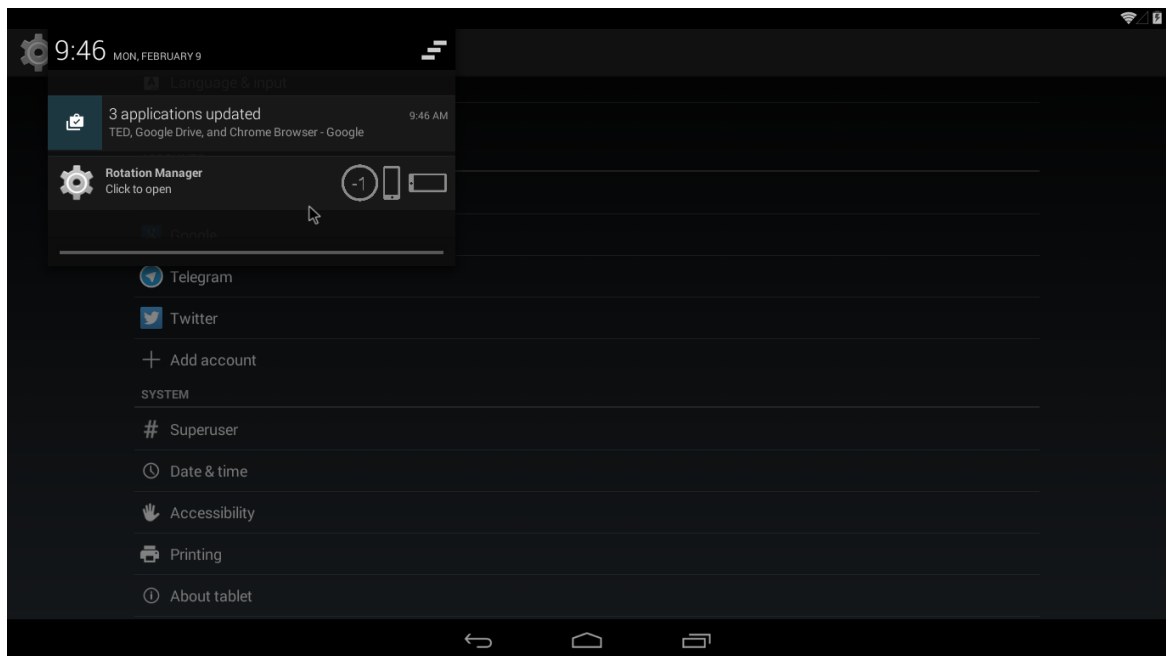 9:46 MON, FEBRUARY 9
Language & input
3 applications updated 9:46 AM
TED, Google Drive, and Chrome Browser - Google
Rotation Manager
Click to open
-1
Google
Telegram
Twitter
Add account
SYSTEM
# Superuser
Date & time
Accessibility
Printing
About tablet